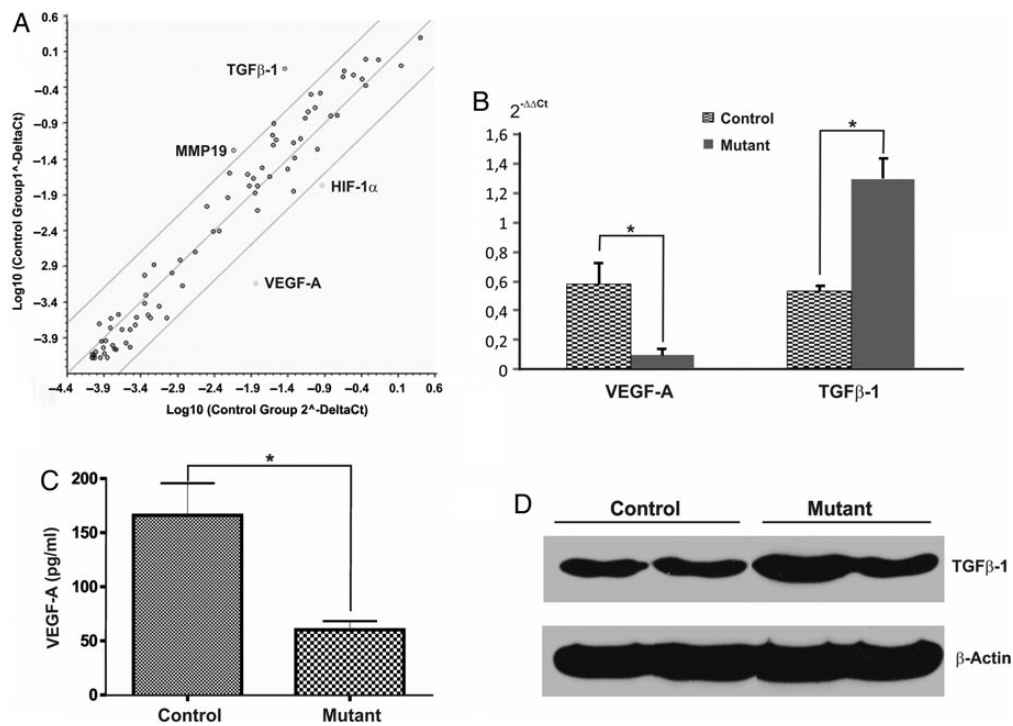 A
Log10 (Control Group1^-DeltaCt)
0.6
0.1
−0.4
−0.9
−1.4
−1.9
−2.4
−2.9
−3.4
−3.9
TGFβ-1
MMP19
HIF-1α
VEGF-A
−4.4 −3.9 −3.4 −2.9 −2.4 −1.9 −1.4 −0.9 −0.4 0.1 0.6
Log10 (Control Group 2^-DeltaCt)
B
2^-ΔΔCt
1,6
1,4
1,2
1
0,8
0,6
0,4
0,2
0
Control
Mutant
*
*
VEGF-A TGFβ-1
C
VEGF-A (pg/ml)
200
150
100
50
0
*
Control Mutant
D
Control Mutant
TGFβ-1
β-Actin